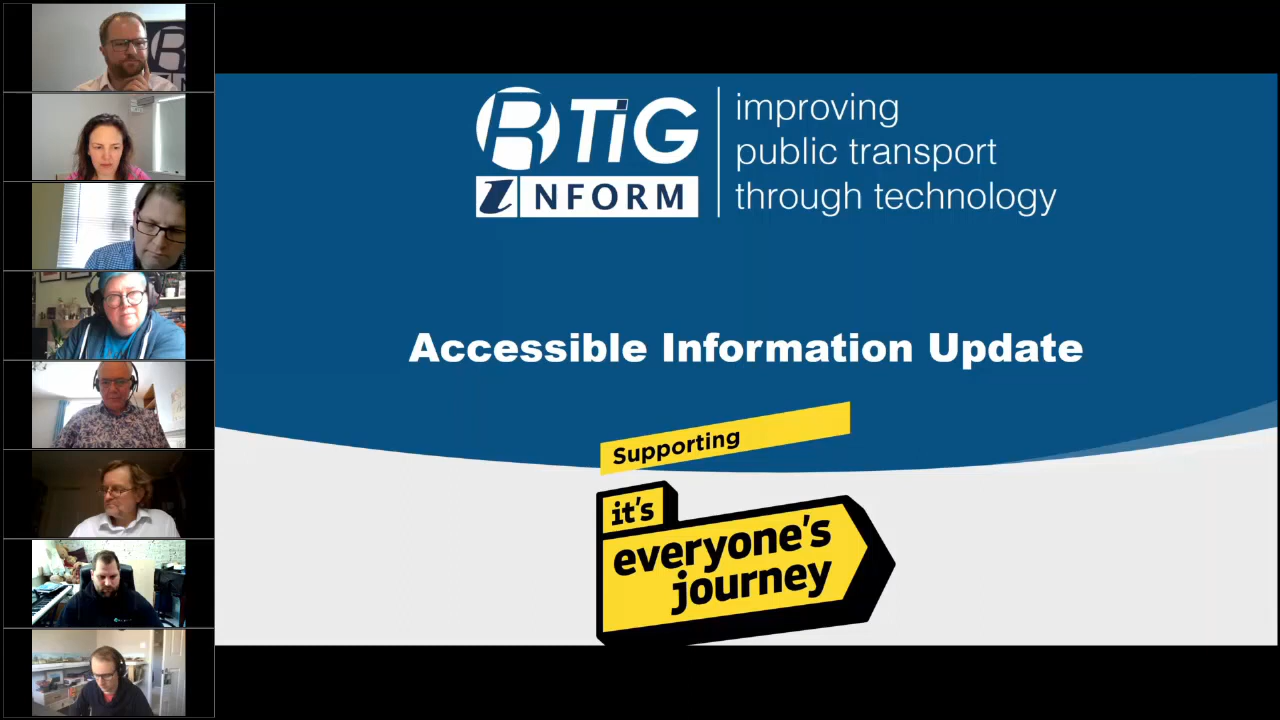 RTiG
iNFORM
improving
public transport
through technology
Accessible Information Update
Supporting
it's
everyone's
journey